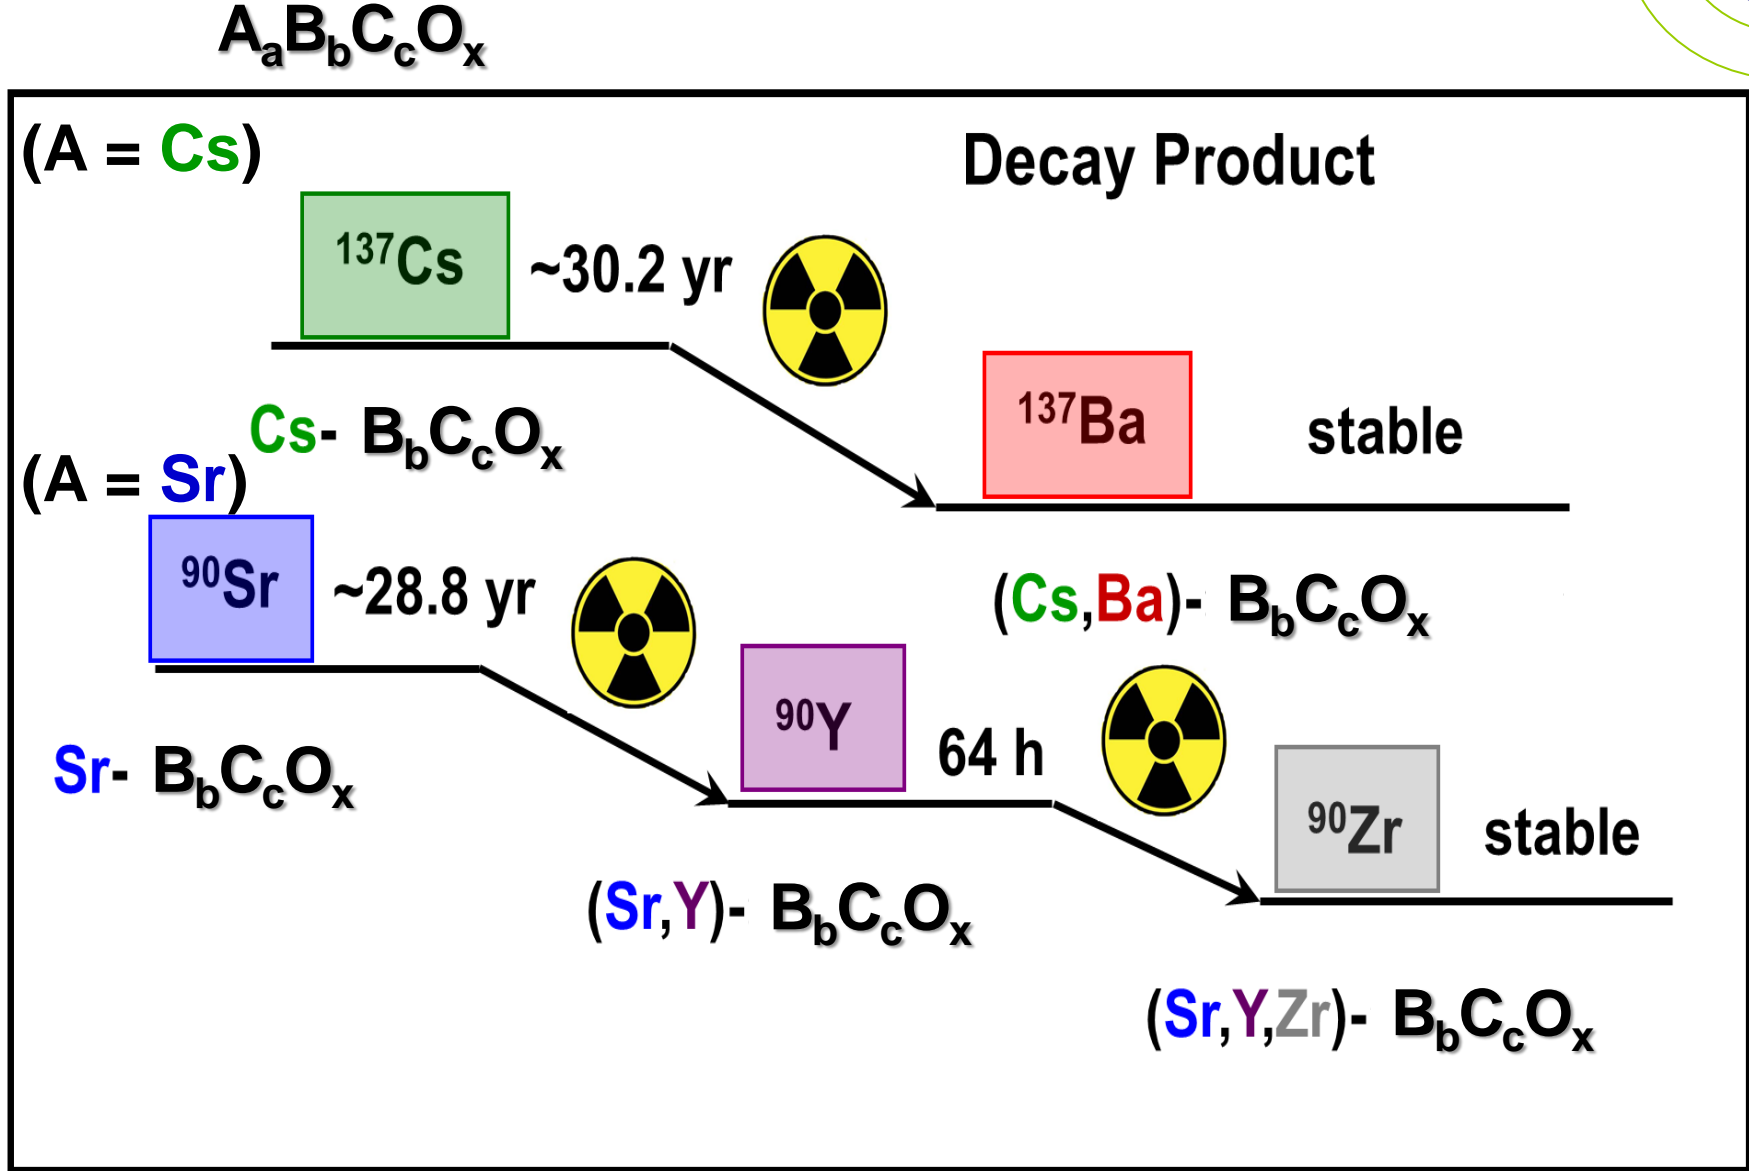 AaBbCcOx
(A = Cs)
Decay Product
137Cs ~30.2 yr
137Ba stable
Cs- BbCcOx
(A = Sr)
90Sr ~28.8 yr
(Cs,Ba)- BbCcOx
90Y 64 h
Sr- BbCcOx
90Zr stable
(Sr,Y)- BbCcOx
(Sr,Y,Zr)- BbCcOx